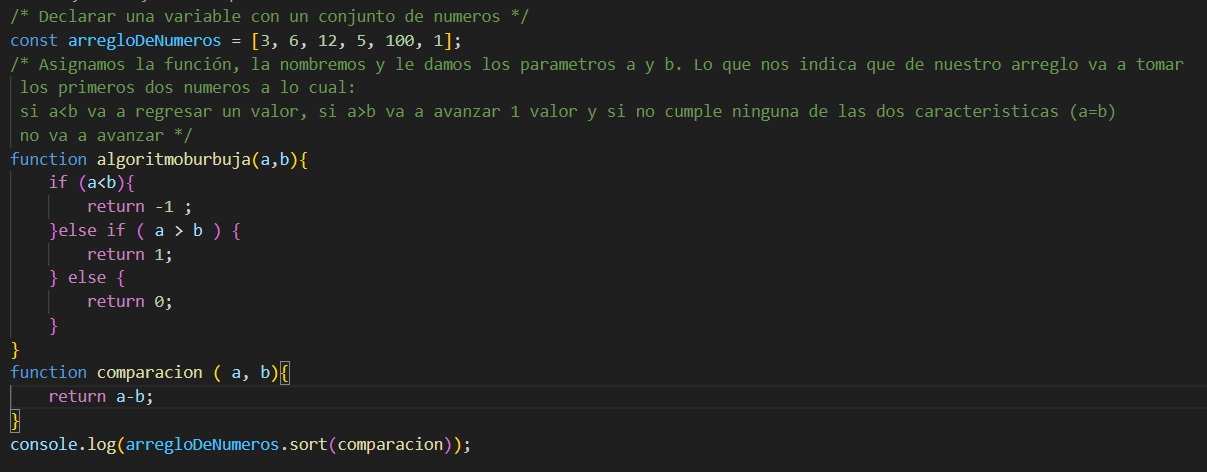 /* Declarar una variable con un conjunto de numeros */
const arregloDeNumeros = [3, 6, 12, 5, 100, 1];
/* Asignamos la función, la nombremos y le damos los parametros a y b. Lo que nos indica que de nuestro arreglo va a tomar
los primeros dos numeros a lo cual:
si a<b va a regresar un valor, si a>b va a avanzar 1 valor y si no cumple ninguna de las dos caracteristicas (a=b)
no va a avanzar */
function algoritmoburbuja(a,b){
    if (a<b){
        return -1 ;
    }else if ( a > b ) {
        return 1;
    } else {
        return 0;
    }
}
function comparacion ( a, b){
    return a-b;
}
console.log(arregloDeNumeros.sort(comparacion));